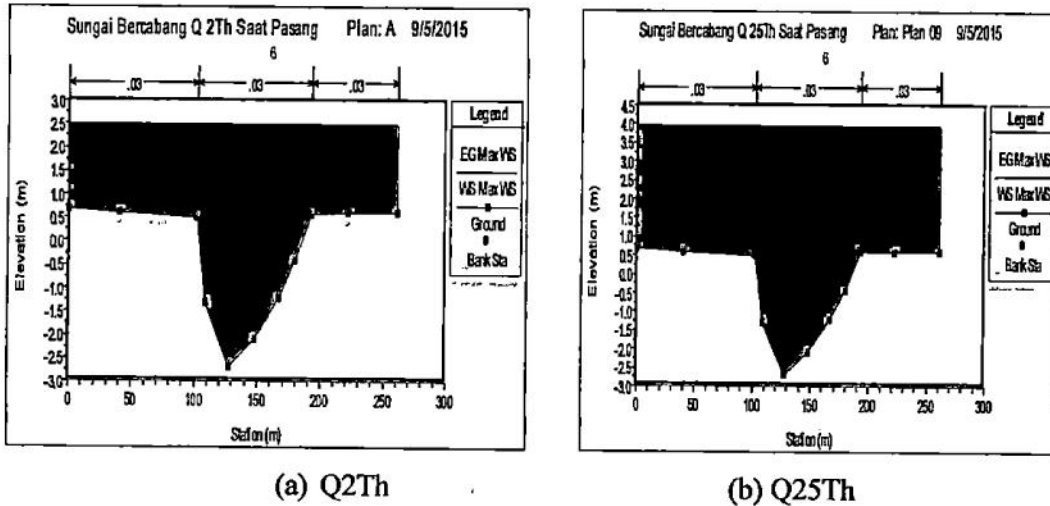 Sungai Bercabang Q 2Th Saat Pasang Plan: A 9/5/2015
6
.03 .03 .03
3.0
2.5
2.0
1.5
1.0
0.5
0.0
-0.5
-1.0
-1.5
-2.0
-2.5
-3.0
Elevation (m)
0 50 100 150 200 250 300
Station (m)
Legend
EG Max WS
WS Max WS
Ground
Bank Sta
(a) Q2Th
Sungai Bercabang Q 25Th Saat Pasang Plan: Plan 09 9/5/2015
6
.03 .03 .03
4.5
4.0
3.5
3.0
2.5
2.0
1.5
1.0
0.5
0.0
-0.5
-1.0
-1.5
-2.0
-2.5
-3.0
Elevation (m)
0 50 100 150 200 250 300
Station (m)
Legend
EG Max WS
WS Max WS
Ground
Bank Sta
(b) Q25Th